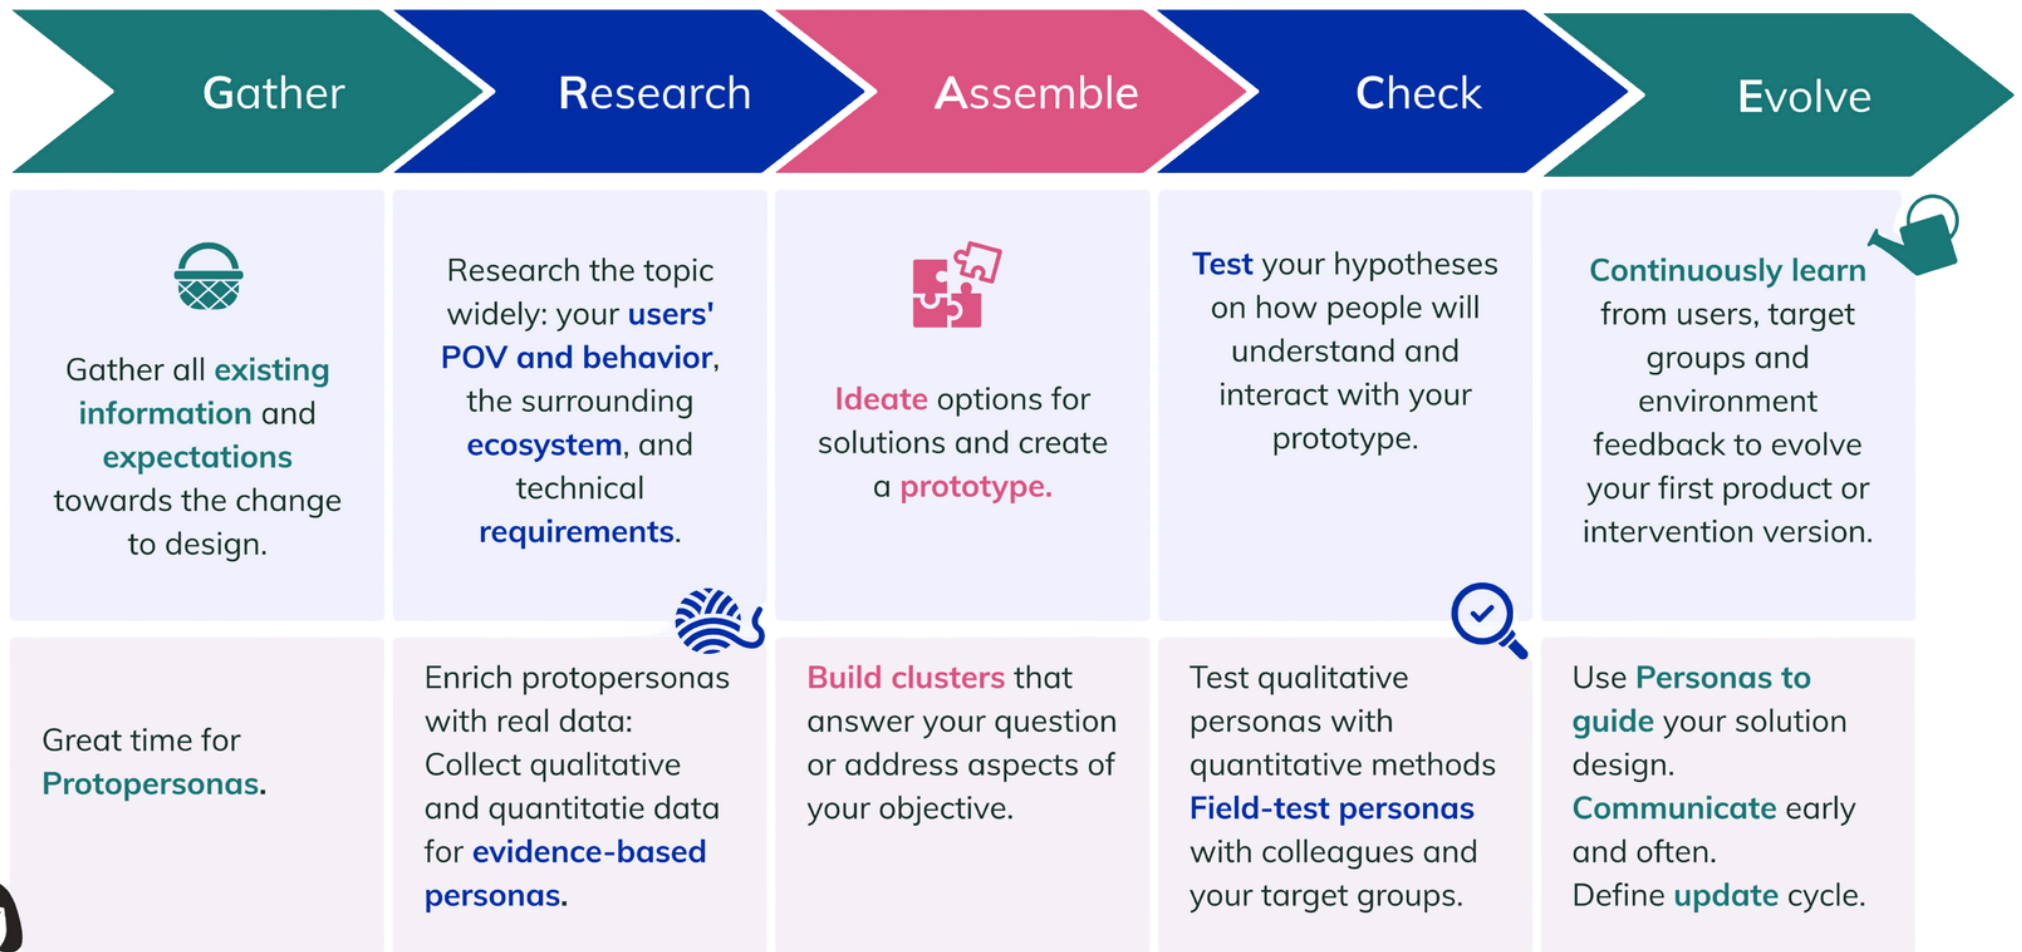 Gather
Research
Assemble
Check
Evolve
Gather all existing
information and
expectations
towards the change
to design.
Research the topic
widely: your users'
POV and behavior,
the surrounding
ecosystem, and
technical
requirements.
Ideate options for
solutions and create
a prototype.
Test your hypotheses
on how people will
understand and
interact with your
prototype.
Continuously learn
from users, target
groups and
environment
feedback to evolve
your first product or
intervention version.
Great time for
Protopersonas.
Enrich protopersonas
with real data:
Collect qualitative
and quantitatie data
for evidence-based
personas.
Build clusters that
answer your question
or address aspects of
your objective.
Test qualitative
personas with
quantitative methods
Field-test personas
with colleagues and
your target groups.
Use Personas to
guide your solution
design.
Communicate early
and often.
Define update cycle.